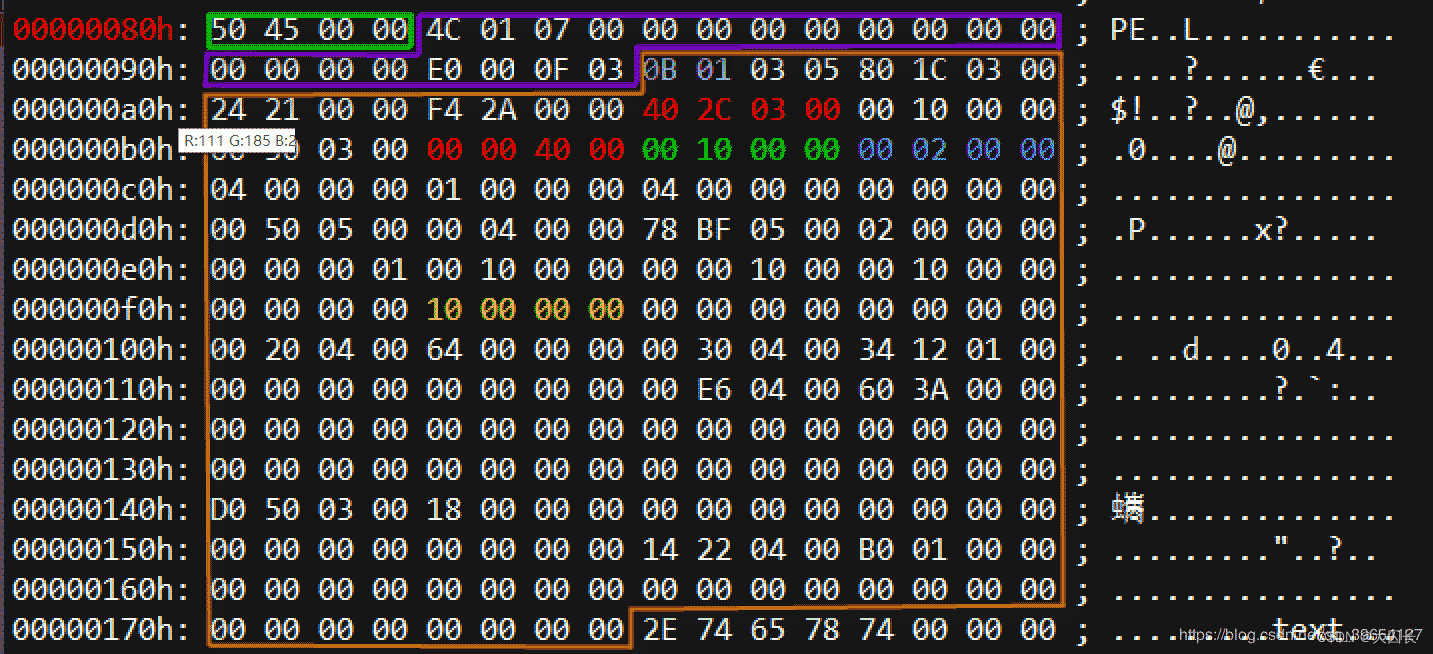 00000080h: 50 45 00 00 4C 01 07 00 00 00 00 00 00 00 00 00 ; PE..L...........
00000090h: 00 00 00 00 E0 00 0F 03 0B 01 03 05 80 1C 03 00 ; ....?......€...
000000a0h: 24 21 00 00 F4 2A 00 00 40 2C 03 00 00 10 00 00 ; $!..?..@,......
R:111 G:185 B:2
000000b0h: 03 00 00 00 40 00 00 10 00 00 00 02 00 00 ; .0....@.........
000000c0h: 04 00 00 00 01 00 00 00 04 00 00 00 00 00 00 00 ; ................
000000d0h: 00 50 05 00 00 04 00 00 78 BF 05 00 02 00 00 00 ; .P......x?.....
000000e0h: 00 00 00 01 00 10 00 00 00 00 10 00 00 10 00 00 ; ................
000000f0h: 00 00 00 00 10 00 00 00 00 00 00 00 00 00 00 00 ; ................
00000100h: 00 20 04 00 64 00 00 00 00 30 04 00 34 12 01 00 ; . ..d....0..4...
00000110h: 00 00 00 00 00 00 00 00 00 E6 04 00 60 3A 00 00 ; .........?.`:..
00000120h: 00 00 00 00 00 00 00 00 00 00 00 00 00 00 00 00 ; ................
00000130h: 00 00 00 00 00 00 00 00 00 00 00 00 00 00 00 00 ; ................
00000140h: D0 50 03 00 18 00 00 00 00 00 00 00 00 00 00 00 ; ..............
00000150h: 00 00 00 00 00 00 00 00 14 22 04 00 B0 01 00 00 ; ........."..?..
00000160h: 00 00 00 00 00 00 00 00 00 00 00 00 00 00 00 00 ; ................
00000170h: 00 00 00 00 00 00 00 00 2E 74 65 78 74 00 00 00 ; .........text...